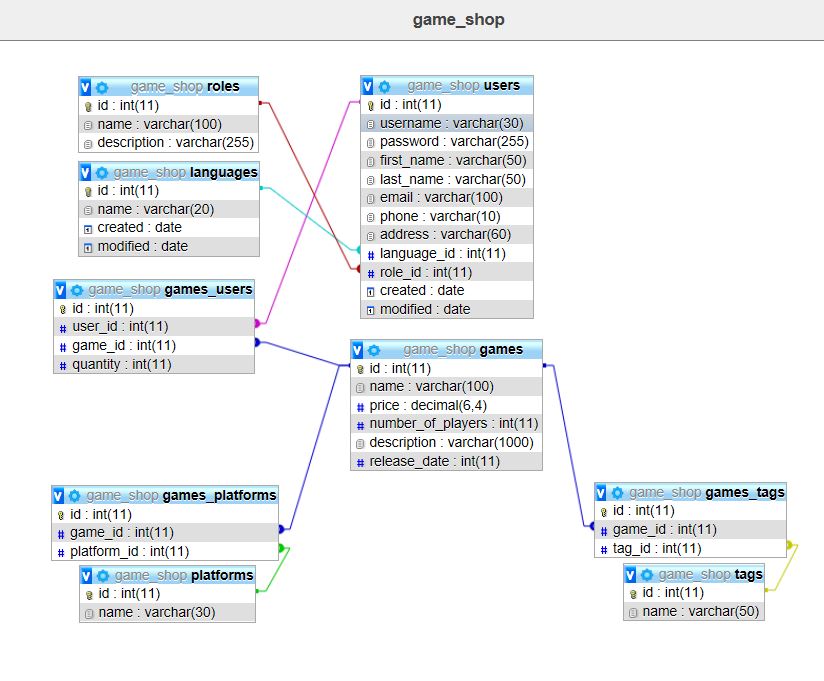 game_shop
game_shop roles
id : int(11)
name : varchar(100)
description : varchar(255)
game_shop languages
id : int(11)
name : varchar(20)
created : date
modified : date
game_shop users
id : int(11)
username : varchar(30)
password : varchar(255)
first_name : varchar(50)
last_name : varchar(50)
email : varchar(100)
phone : varchar(10)
address : varchar(60)
language_id : int(11)
role_id : int(11)
created : date
modified : date
game_shop games_users
id : int(11)
user_id : int(11)
game_id : int(11)
quantity : int(11)
game_shop games
id : int(11)
name : varchar(100)
price : decimal(6,4)
number_of_players : int(11)
description : varchar(1000)
release_date : int(11)
game_shop games_platforms
id : int(11)
game_id : int(11)
platform_id : int(11)
game_shop platforms
id : int(11)
name : varchar(30)
game_shop games_tags
id : int(11)
game_id : int(11)
tag_id : int(11)
game_shop tags
id : int(11)
name : varchar(50)